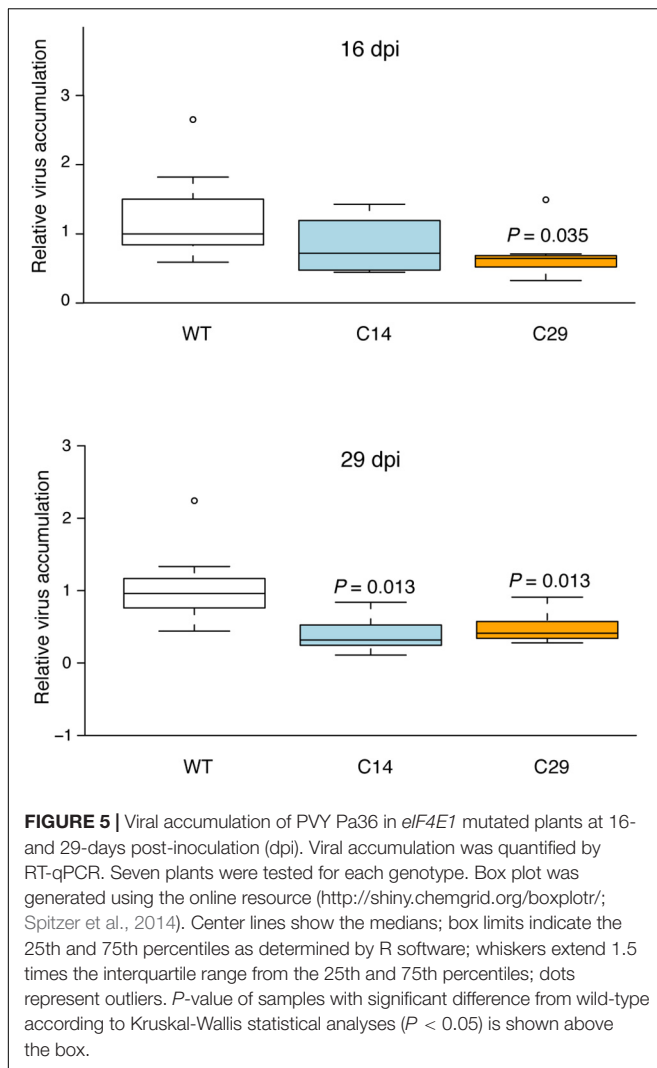 16 dpi
Relative virus accumulation
3
2
1
0
P = 0.035
WT C14 C29
29 dpi
Relative virus accumulation
3
2
1
0
−1
P = 0.013 P = 0.013
WT C14 C29
FIGURE 5 | Viral accumulation of PVY Pa36 in eIF4E1 mutated plants at 16-
and 29-days post-inoculation (dpi). Viral accumulation was quantified by
RT-qPCR. Seven plants were tested for each genotype. Box plot was
generated using the online resource (http://shiny.chemgrid.org/boxplotr/;
Spitzer et al., 2014). Center lines show the medians; box limits indicate the
25th and 75th percentiles as determined by R software; whiskers extend 1.5
times the interquartile range from the 25th and 75th percentiles; dots
represent outliers. P-value of samples with significant difference from wild-type
according to Kruskal-Wallis statistical analyses (P < 0.05) is shown above
the box.